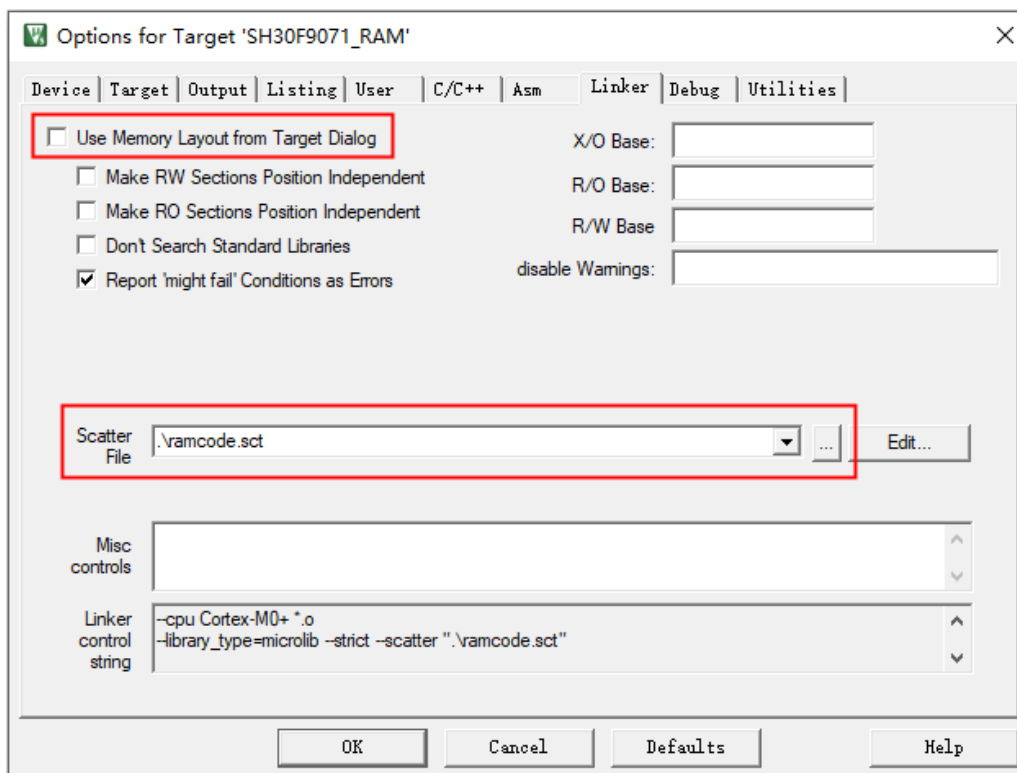 Options for Target 'SH30F9071_RAM'
Device Target Output Listing User C/C++ Asm Linker Debug Utilities
Use Memory Layout from Target Dialog
X/O Base:
Make RW Sections Position Independent
R/O Base:
Make RO Sections Position Independent
R/W Base
Don't Search Standard Libraries
disable Warnings:
Report 'might fail' Conditions as Errors
Scatter
File
.\ramcode.sct
...
Edit...
Misc
controls
Linker
control
string
--cpu Cortex-M0+ *.o
--library_type=microlib --strict --scatter ".\ramcode.sct"
OK Cancel Defaults Help